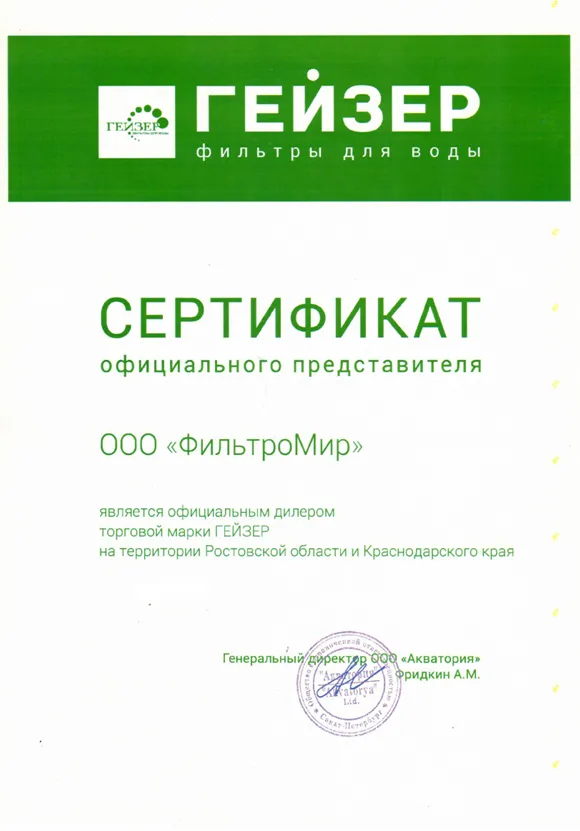 ГЕЙЗЕР
ГЕЙЗЕР
фильтры для воды
СЕРТИФИКАТ
официального представителя
ООО «ФильтроМир»
является официальным дилером
торговой марки ГЕЙЗЕР
на территории Ростовской области и Краснодарского края
Генеральный директор ООО «Акватория»
Фридкин А.М.
"Акватория"
"Akvatorya"
Ltd.
Санкт-Петербург